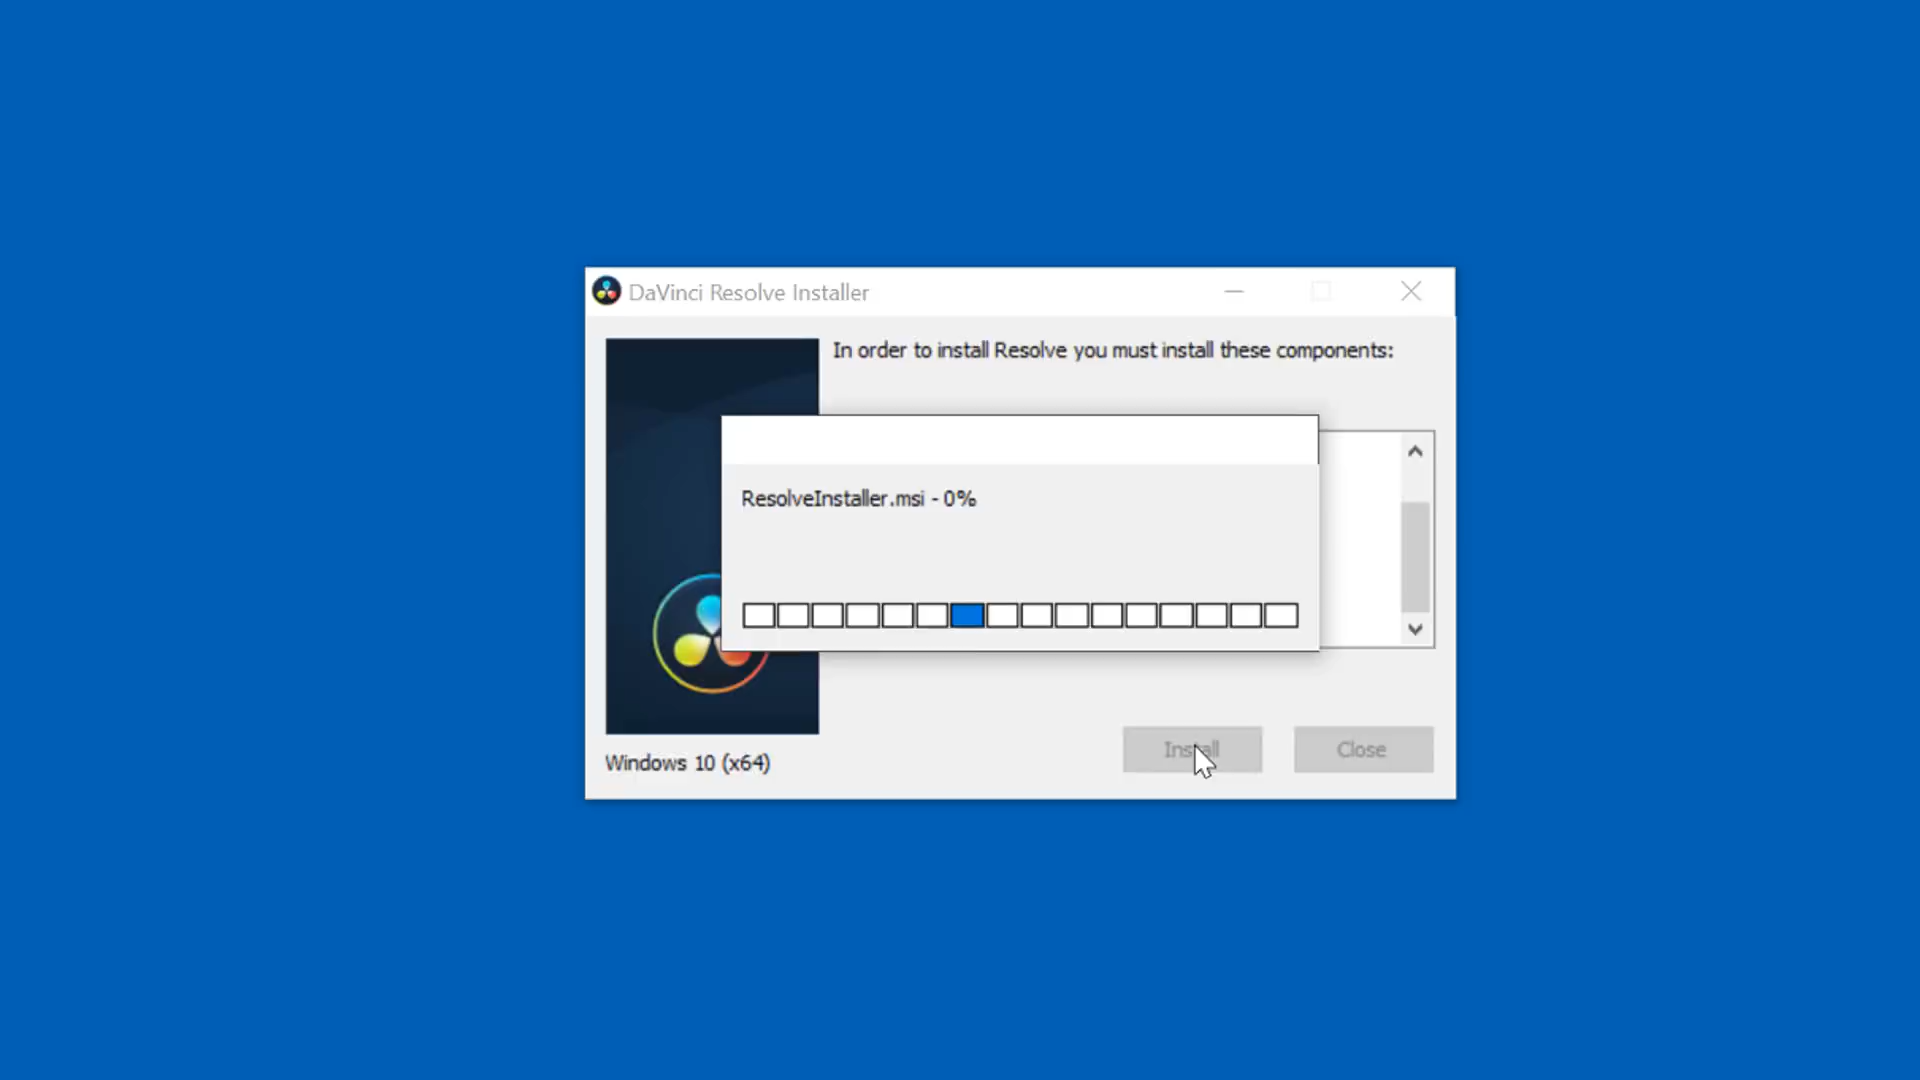 DaVinci Resolve Installer
In order to install Resolve you must install these components:
ResolveInstaller.msi - 0%
Install
Close
Windows 10 (x64)